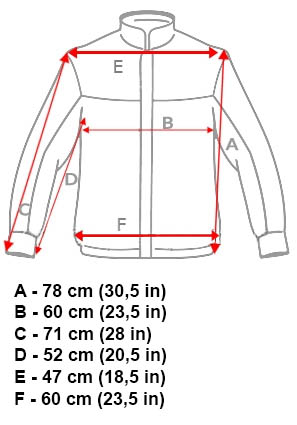 E
B
A
D
C
F
A - 78 cm (30,5 in)
B - 60 cm (23,5 in)
C - 71 cm (28 in)
D - 52 cm (20,5 in)
E - 47 cm (18,5 in)
F - 60 cm (23,5 in)